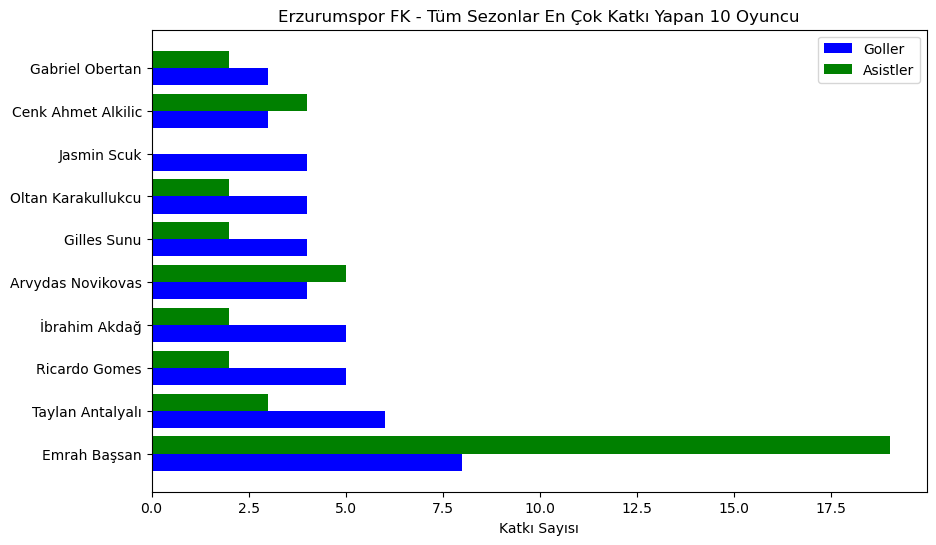 Erzurumspor FK - Tüm Sezonlar En Çok Katkı Yapan 10 Oyuncu
Goller
Asistler
Gabriel Obertan
Cenk Ahmet Alkilic
Jasmin Scuk
Oltan Karakullukcu
Gilles Sunu
Arvydas Novikovas
İbrahim Akdağ
Ricardo Gomes
Taylan Antalyalı
Emrah Başsan
0.0 2.5 5.0 7.5 10.0 12.5 15.0 17.5
Katkı Sayısı